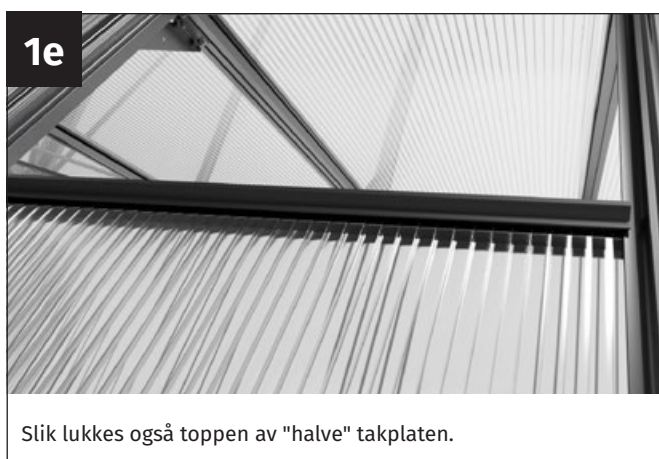 1e
Slik lukkes også toppen av "halve" takplaten.